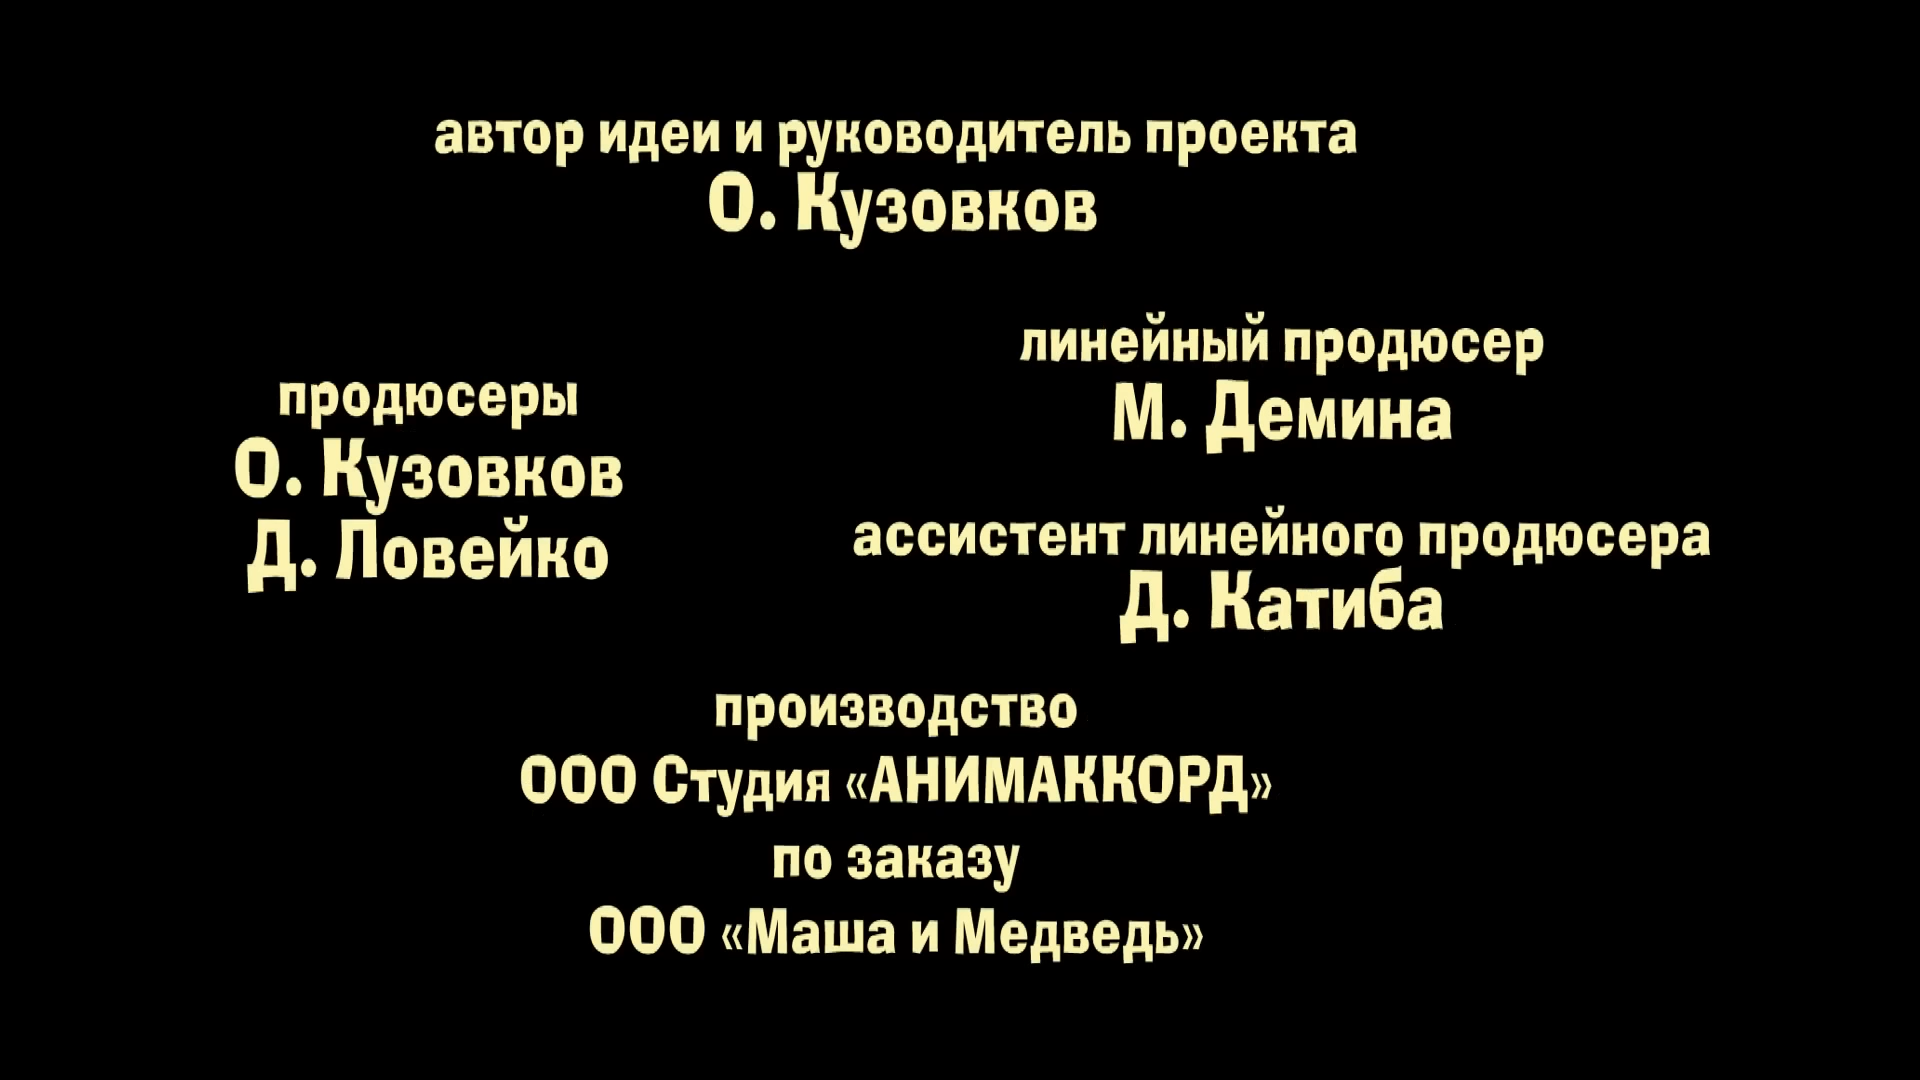 автор идеи и руководитель проекта
О. Кузовков
продюсеры
О. Кузовков
Д. Ловейко
линейный продюсер
М. Демина
ассистент линейного продюсера
Д. Катиба
производство
ООО Студия «АНИМАККОРД»
по заказу
ООО «Маша и Медведь»